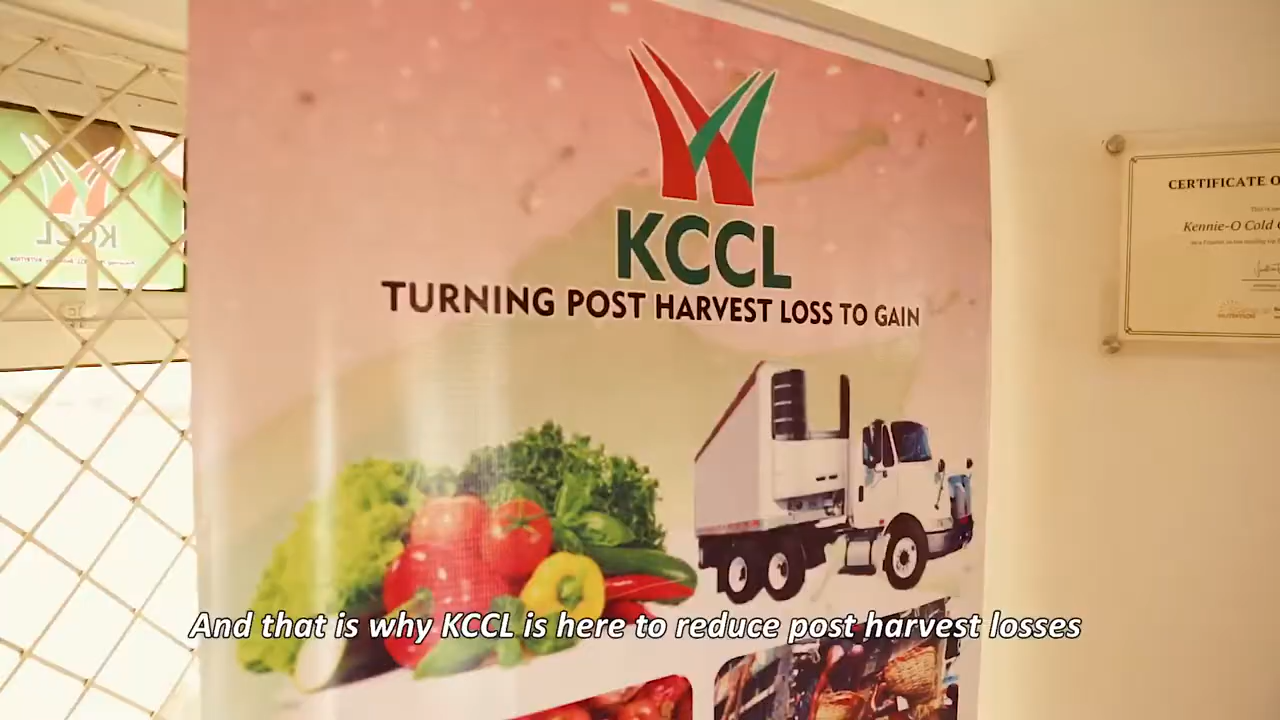 KCCL
TURNING POST HARVEST LOSS TO GAIN
CERTIFICATE O
Kennie-O Cold
KCCL
NUTRITION
And that is why KCCL is here to reduce post harvest losses